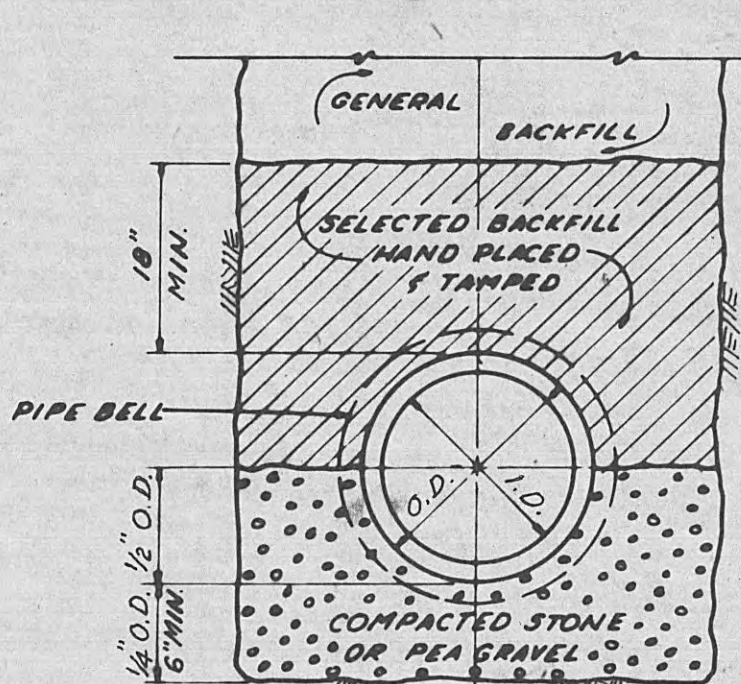 GENERAL
BACKFILL
SELECTED BACKFILL
HAND PLACED
& TAMPED
18"
MIN.
PIPE BELL
O.D.
I.D.
1/2" O.D.
1/4" O.D.
6" MIN.
COMPACTED STONE
OR PEA GRAVEL